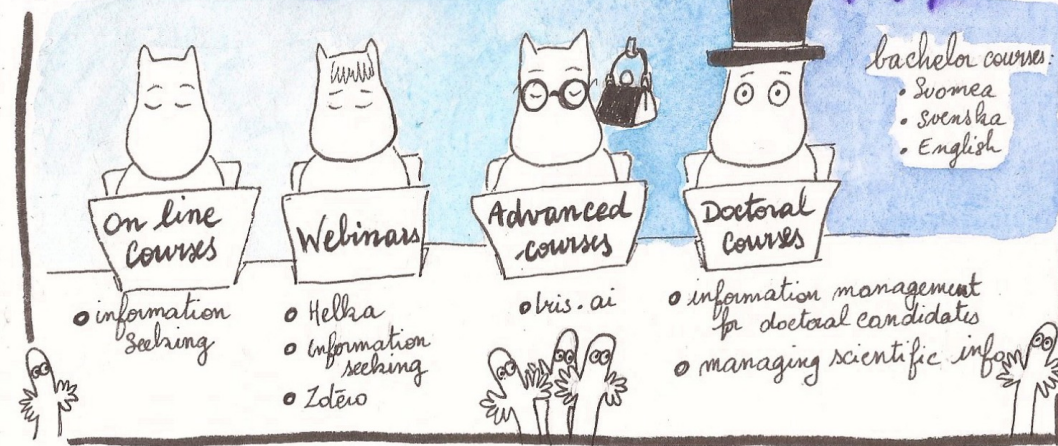 bachelor courses:
• Suomea
• Svenska
• English
On line
Courses
Webinars
Advanced
-courses
Doctoral
Courses
o information
Seeking
o Helka
o Information
seeking
o Zotero
o Iris.ai
o information management
for doctoral candidates
o managing scientific info